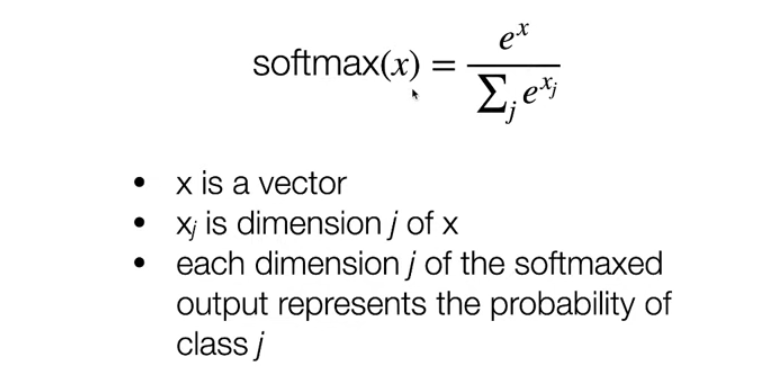 softmax(x) = e^x / ∑_j e^{x_j}
• x is a vector
• x_j is dimension j of x
• each dimension j of the softmaxed
output represents the probability of
class j